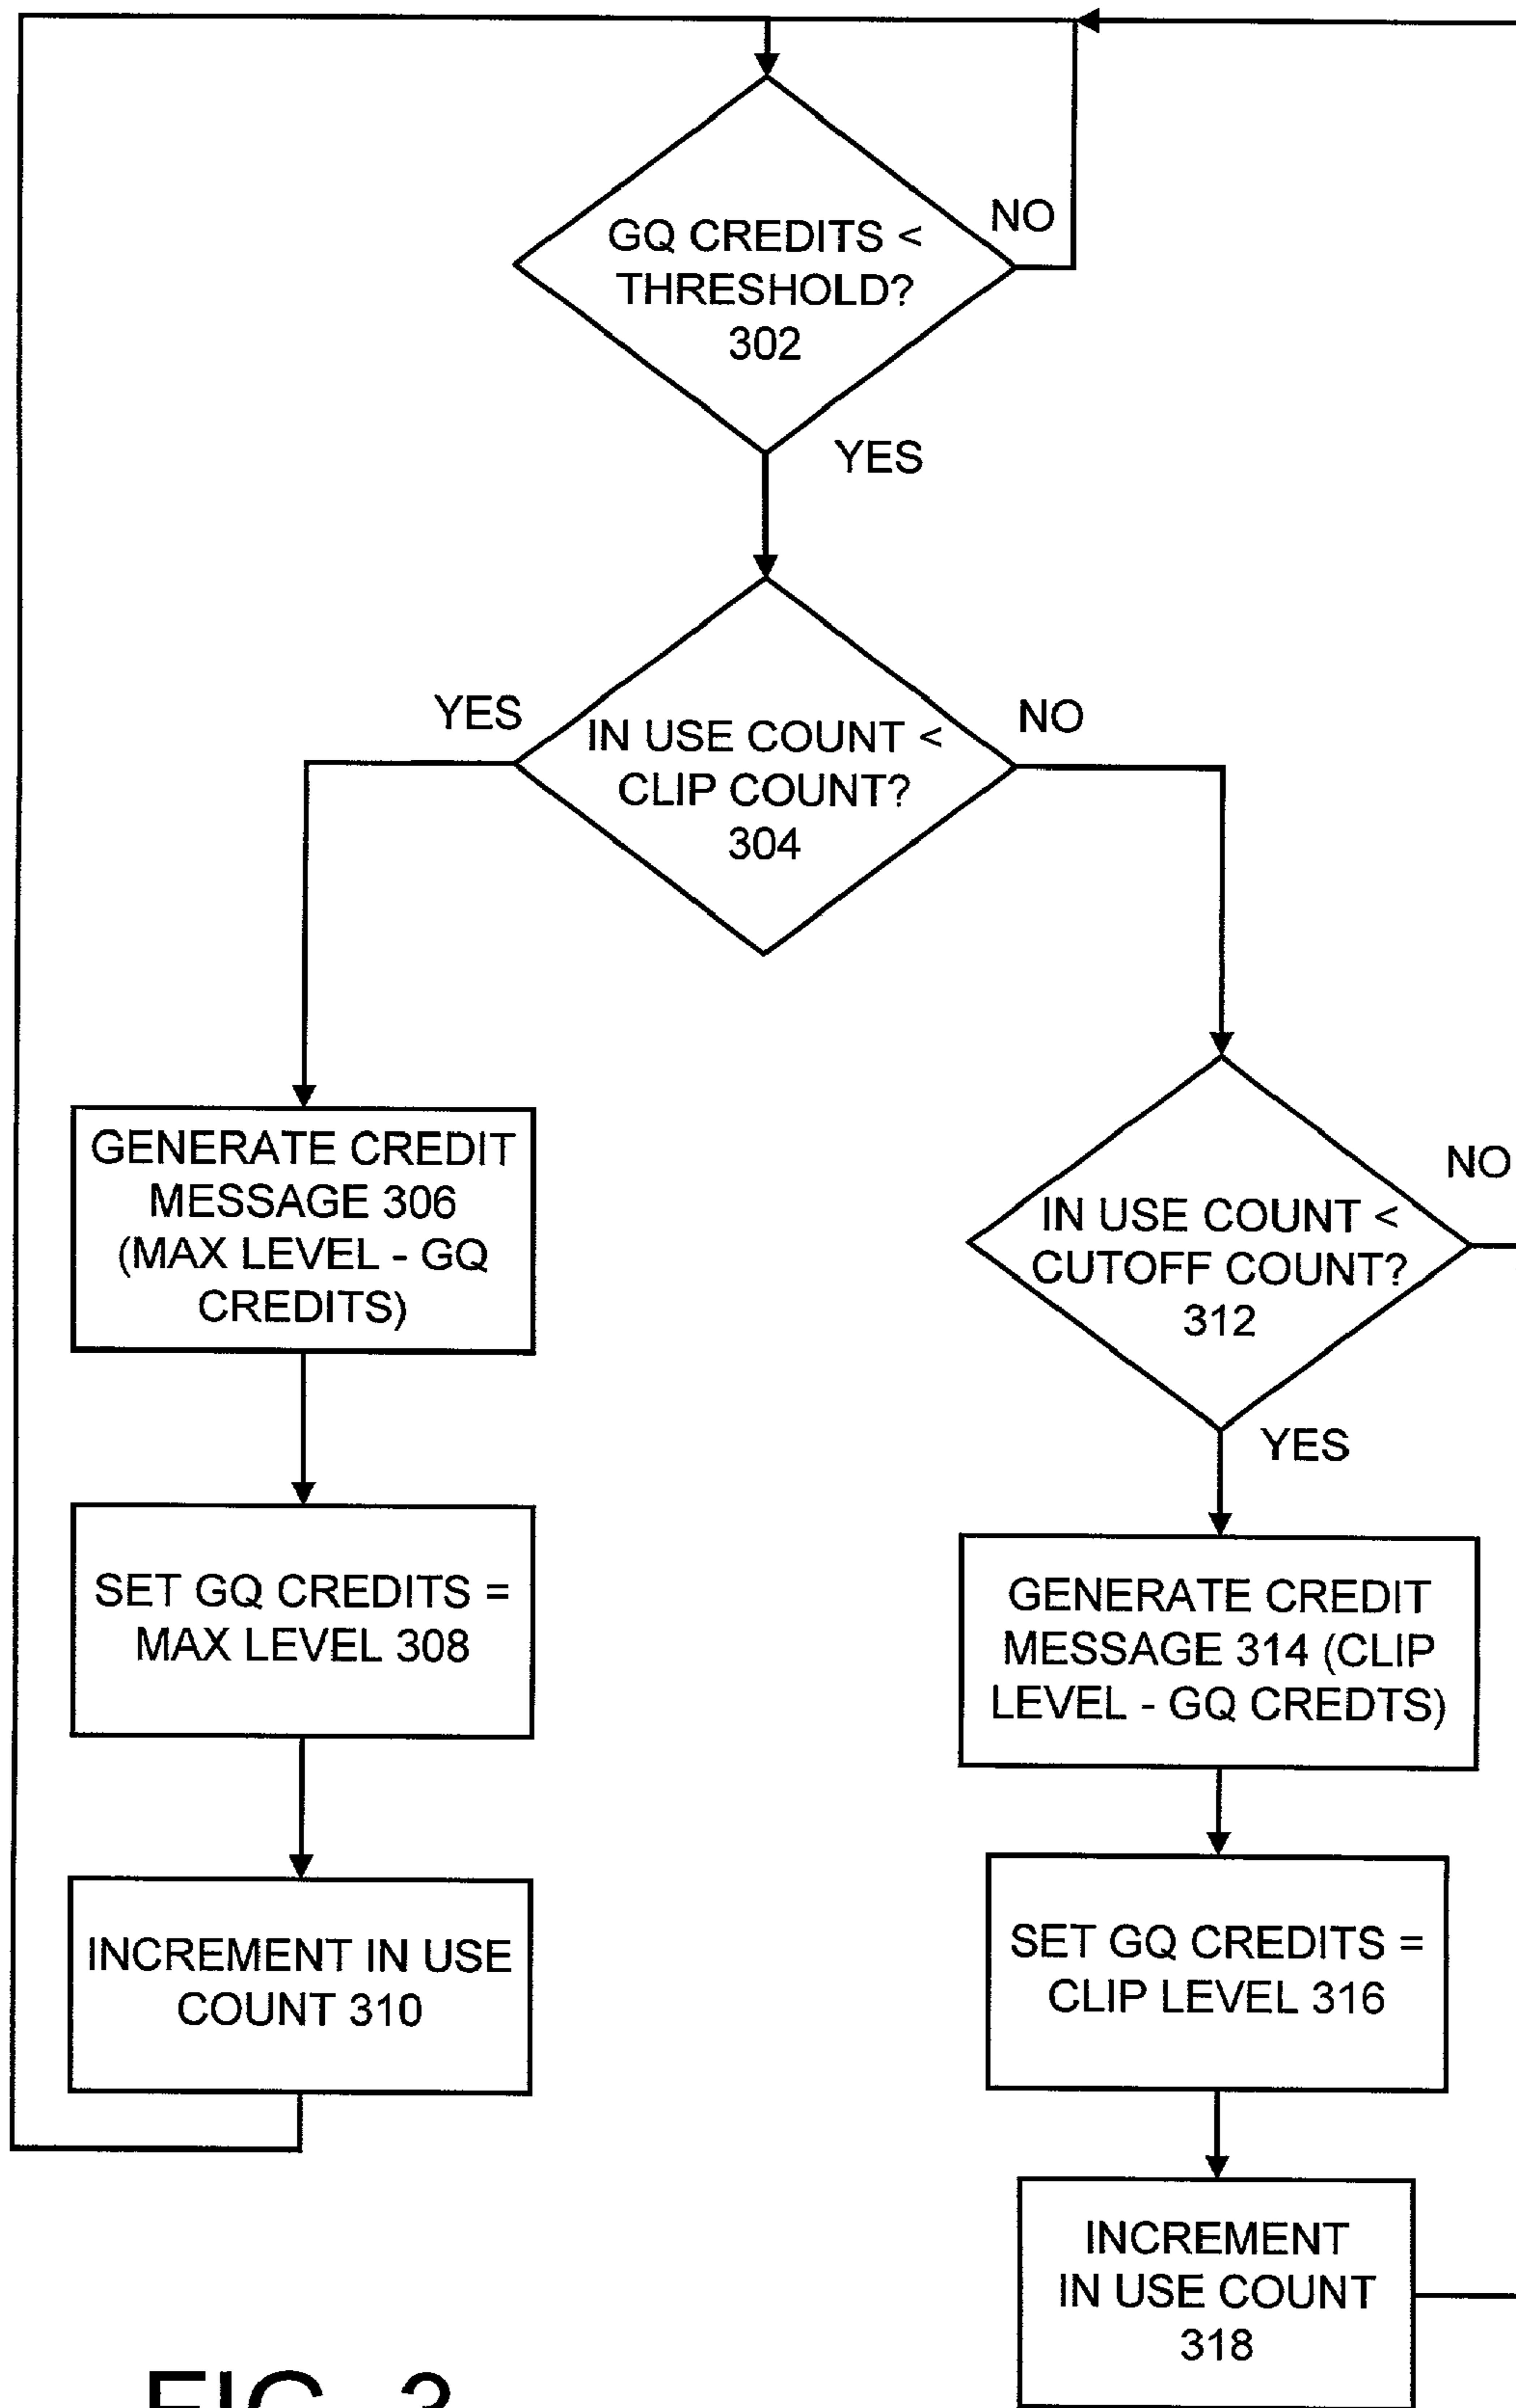 GQ CREDITS <
THRESHOLD?
302
NO
YES
IN USE COUNT <
CLIP COUNT?
304
YES
NO
GENERATE CREDIT
MESSAGE 306
(MAX LEVEL - GQ
CREDITS)
SET GQ CREDITS =
MAX LEVEL 308
INCREMENT IN USE
COUNT 310
IN USE COUNT <
CUTOFF COUNT?
312
NO
YES
GENERATE CREDIT
MESSAGE 314 (CLIP
LEVEL - GQ CREDTS)
SET GQ CREDITS =
CLIP LEVEL 316
INCREMENT
IN USE COUNT
318
FIG. 3